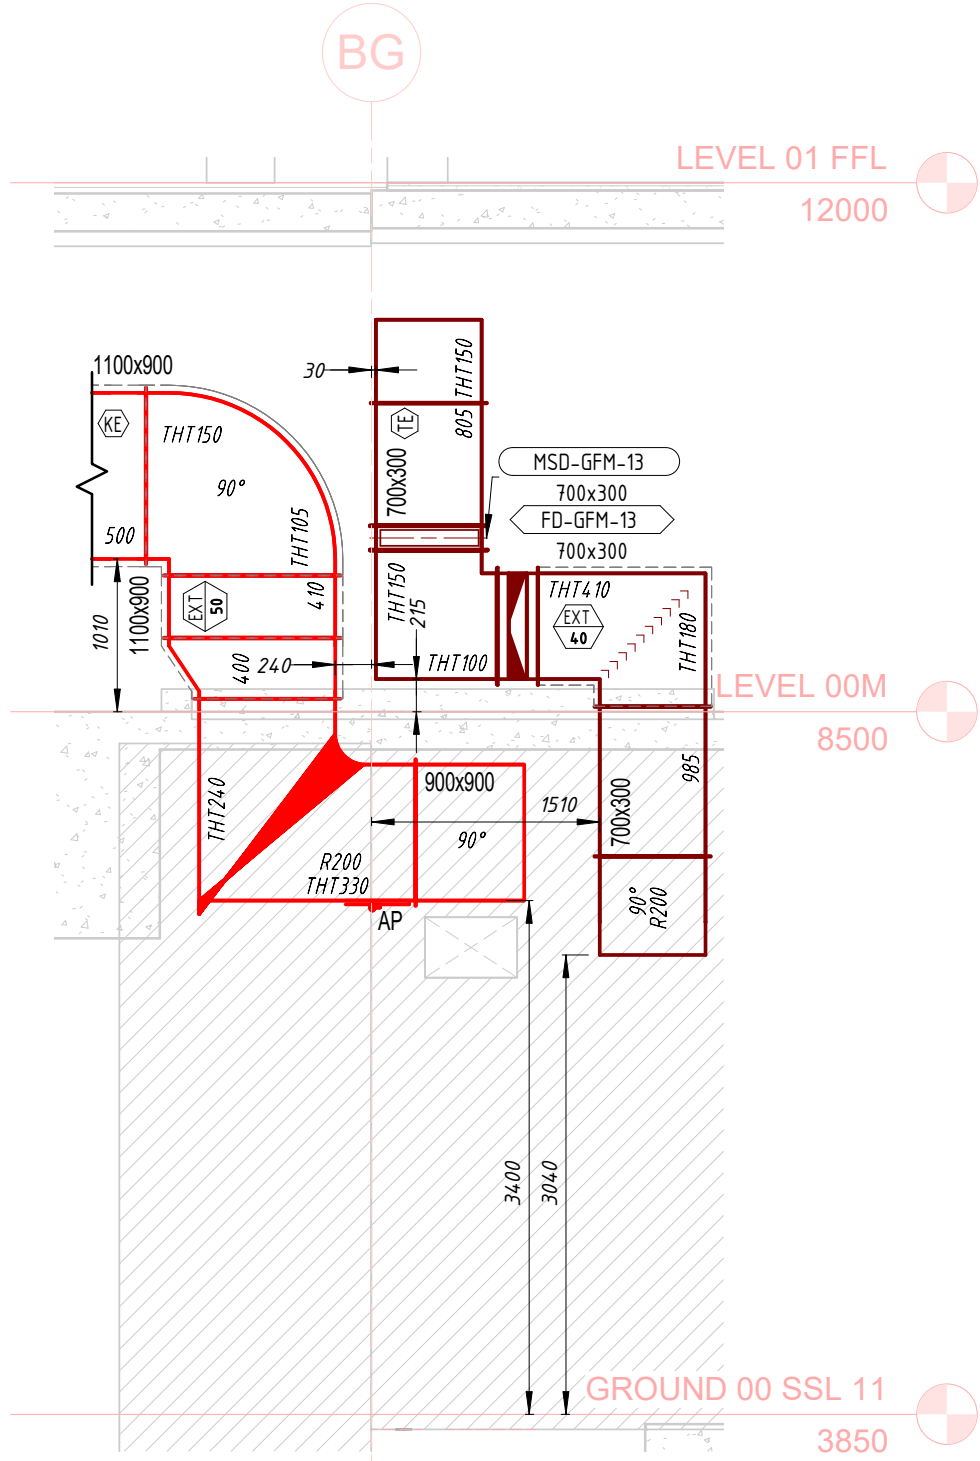 BG
LEVEL 01 FFL
12000
1100x900
30
THT150
KE
THT150
TE
805
90°
700x300
MSD-GFM-13
700x300
FD-GFM-13
700x300
500
THT105
1010
1100x900
EXT
50
410
THT150
215
THT410
EXT
40
THT180
400
240
THT100
LEVEL 00M
8500
THT240
900x900
1510
985
700x300
90°
R200
THT330
AP
90°
R200
3400
3040
GROUND 00 SSL 11
3850